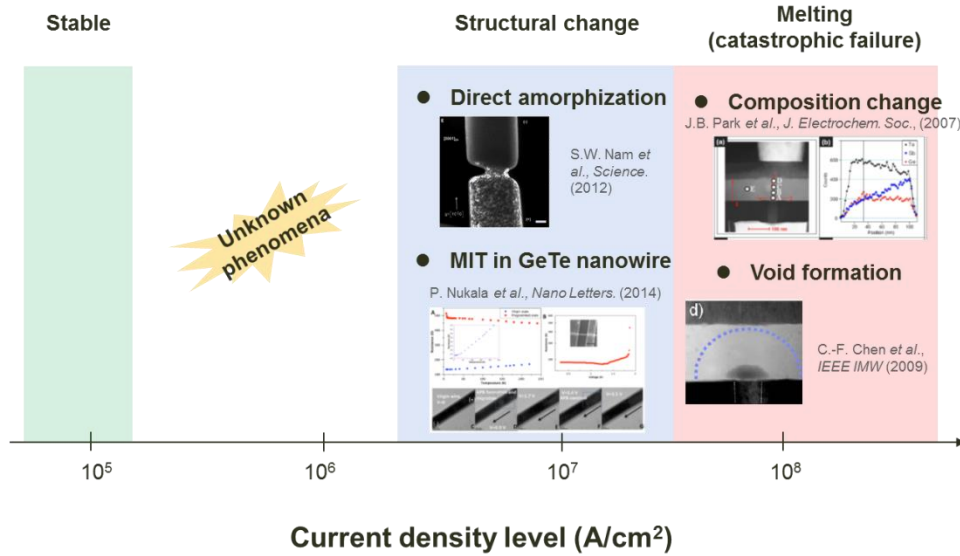 Stable
Structural change
Melting
(catastrophic failure)
Unknown
phenomena
● Direct amorphization
S.W. Nam et
al., Science.
(2012)
● MIT in GeTe nanowire
P. Nukala et al., Nano Letters. (2014)
● Composition change
J.B. Park et al., J. Electrochem. Soc., (2007)
(a)
(b)
Position (nm)
● Void formation
d)
C.-F. Chen et al.,
IEEE IMW (2009)
10⁵
10⁶
10⁷
10⁸
Current density level (A/cm²)